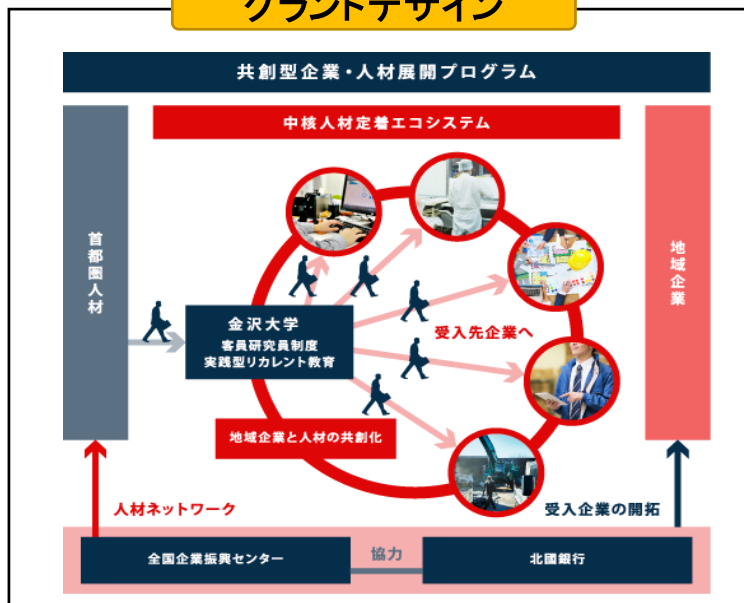 グランドデザイン
共創型企業・人材展開プログラム
中核人材定着エコシステム
首都圏人材
地域企業
金沢大学
客員研究員制度
実践型リカレント教育
受入先企業へ
地域企業と人材の共創化
人材ネットワーク
受入企業の開拓
全国企業振興センター
協力
北國銀行